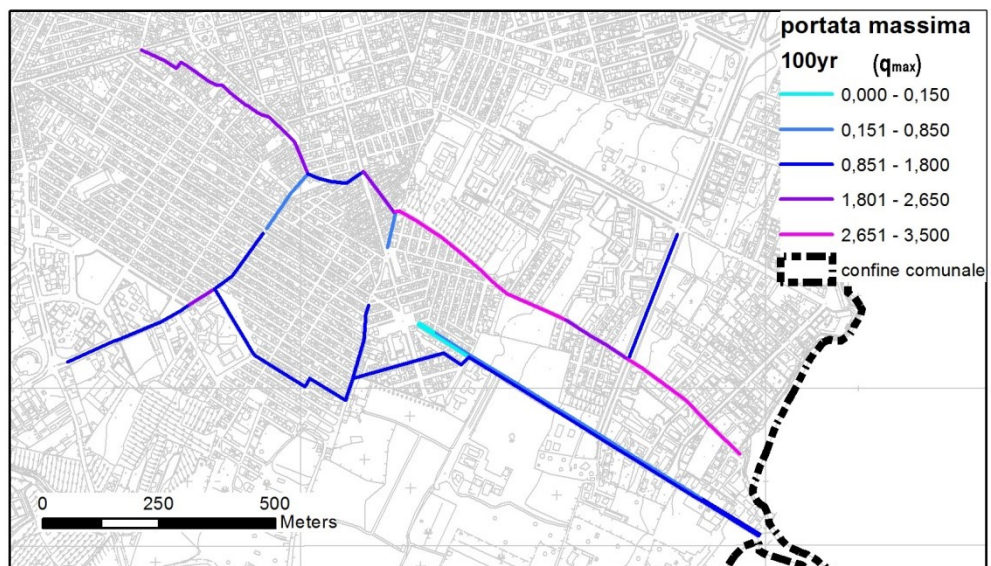 portata massima
100yr (qmax)
0,000 - 0,150
0,151 - 0,850
0,851 - 1.800
1,801 - 2,650
2,651 - 3,500
confine comunale
0 250 500
Meters